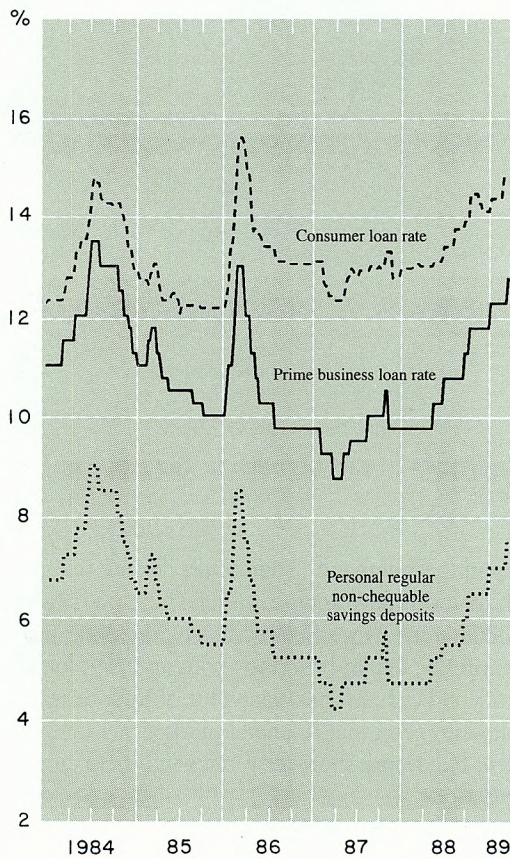 %
16
14
Consumer loan rate
12
Prime business loan rate
10
8
Personal regular
non-chequable
savings deposits
6
4
2
1984 85 86 87 88 89